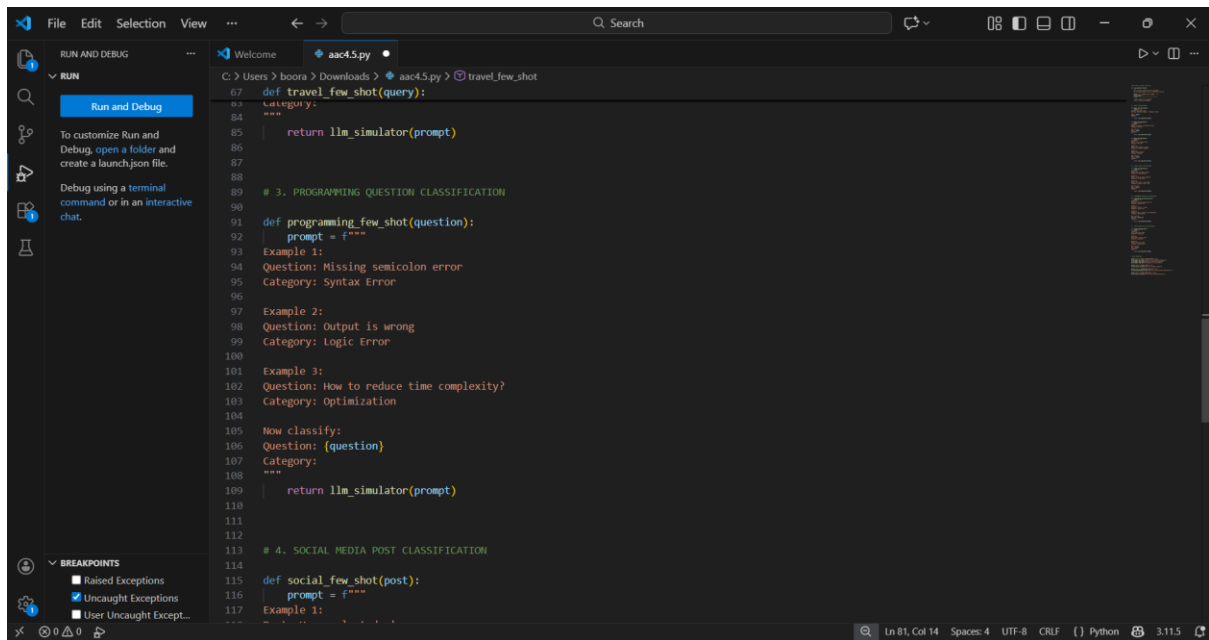 File Edit Selection View ... Search
RUN AND DEBUG ...
RUN
Run and Debug
To customize Run and
Debug, open a folder and
create a launch.json file.
Debug using a terminal
command or in an interactive
chat.
BREAKPOINTS
Raised Exceptions
Uncaught Exceptions
User Uncaught Except...
Welcome aac4.5.py
C: > Users > boora > Downloads > aac4.5.py > travel_few_shot
67 def travel_few_shot(query):
83 Category:
84 """
85     return llm_simulator(prompt)
86
87
88
89 # 3. PROGRAMMING QUESTION CLASSIFICATION
90
91 def programming_few_shot(question):
92     prompt = f"""
93 Example 1:
94 Question: Missing semicolon error
95 Category: Syntax Error
96
97 Example 2:
98 Question: Output is wrong
99 Category: Logic Error
100
101 Example 3:
102 Question: How to reduce time complexity?
103 Category: Optimization
104
105 Now classify:
106 Question: {question}
107 Category:
108 """
109     return llm_simulator(prompt)
110
111
112
113 # 4. SOCIAL MEDIA POST CLASSIFICATION
114
115 def social_few_shot(post):
116     prompt = f"""
117 Example 1:
0 0 Ln 81, Col 14 Spaces: 4 UTF-8 CRLF {} Python 3.11.5